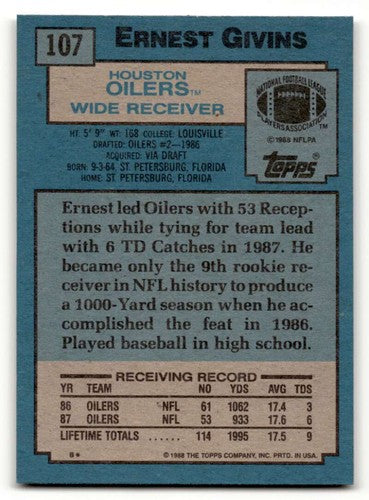 107
ERNEST GIVINS
HOUSTON
OILERS™
WIDE RECEIVER
NATIONAL FOOTBALL LEAGUE
PLAYERS ASSOCIATION
© 1988 NFLPA
Topps®
HT: 5' 9" WT: 168 COLLEGE: LOUISVILLE
DRAFTED: OILERS #2—1986
ACQUIRED: VIA DRAFT
BORN: 9-3-64 ST. PETERSBURG, FLORIDA
HOME: ST. PETERSBURG, FLORIDA
Ernest led Oilers with 53 Recep-
tions while tying for team lead
with 6 TD Catches in 1987. He
became only the 9th rookie re-
ceiver in NFL history to produce
a 1000-Yard season when he ac-
complished the feat in 1986.
Played baseball in high school.
RECEIVING RECORD
YR TEAM NO YDS AVG TDS
86 OILERS NFL 61 1062 17.4 3
87 OILERS NFL 53 933 17.6 6
LIFETIME TOTALS 114 1995 17.5 9
B* © 1988 THE TOPPS COMPANY, INC. PRTD. IN USA.